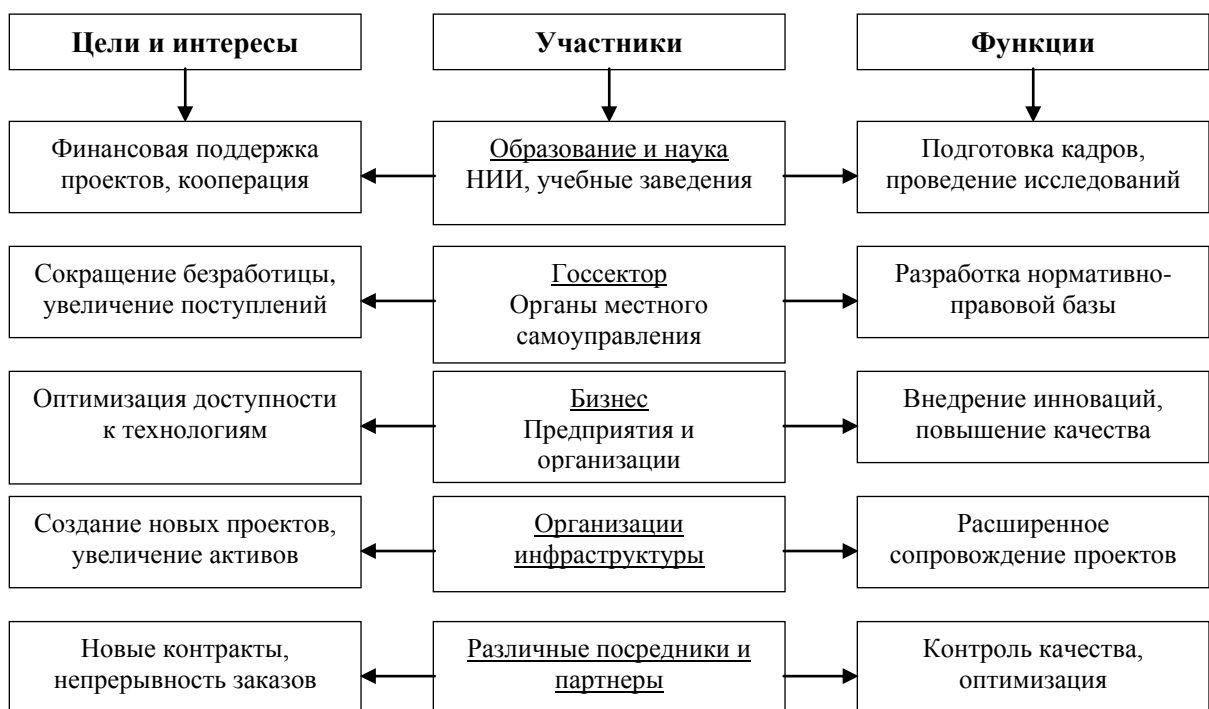 Цели и интересы
Участники
Функции
Финансовая поддержка
проектов, кооперация
Образование и наука
НИИ, учебные заведения
Подготовка кадров,
проведение исследований
Сокращение безработицы,
увеличение поступлений
Госсектор
Органы местного
самоуправления
Разработка нормативно-
правовой базы
Оптимизация доступности
к технологиям
Бизнес
Предприятия и
организации
Внедрение инноваций,
повышение качества
Создание новых проектов,
увеличение активов
Организации
инфраструктуры
Расширенное
сопровождение проектов
Новые контракты,
непрерывность заказов
Различные посредники и
партнеры
Контроль качества,
оптимизация